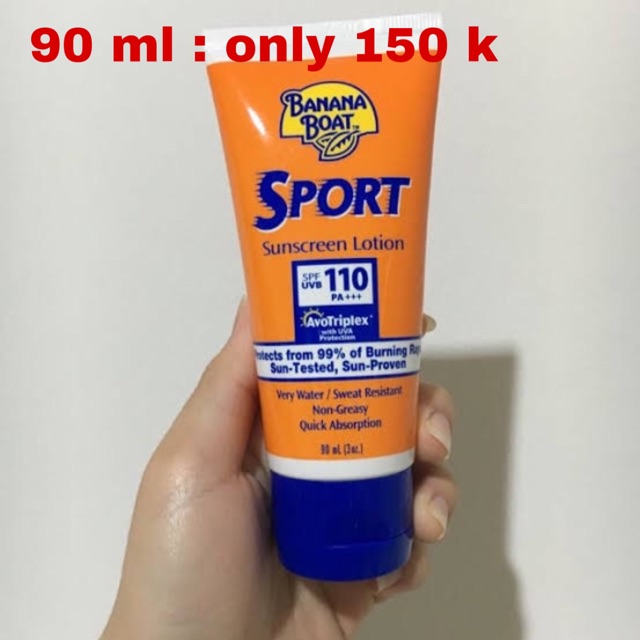 90 ml : only 150 k
BANANA
BOAT™
SPORT
Sunscreen Lotion
SPF
UVB 110
PA+++
AvoTriplex
with UVA
Protection
Protects from 99% of Burning Rays
Sun-Tested, Sun-Proven
Very Water / Sweat Resistant
Non-Greasy
Quick Absorption
90 mL (3oz.)